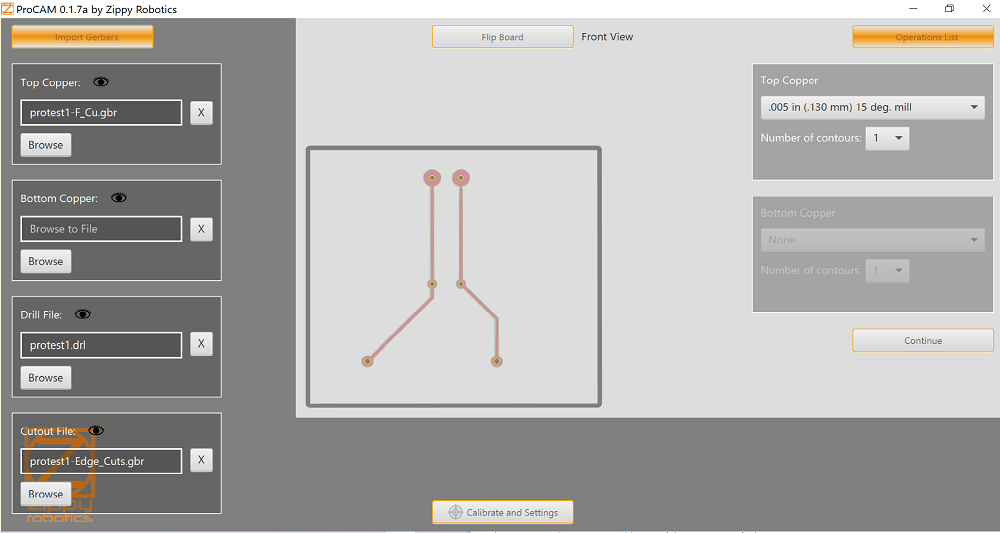 ProCAM 0.1.7a by Zippy Robotics
Import Gerbers
Flip Board
Front View
Operations List
Top Copper:
protest1-F_Cu.gbr
X
Browse
Bottom Copper:
Browse to File
X
Browse
Drill File:
protest1.drl
X
Browse
Cutout File:
protest1-Edge_Cuts.gbr
X
Browse
Zippy
robotics
Top Copper
.005 in (.130 mm) 15 deg. mill
Number of contours: 1
Bottom Copper
None
Number of contours: 1
Continue
Calibrate and Settings